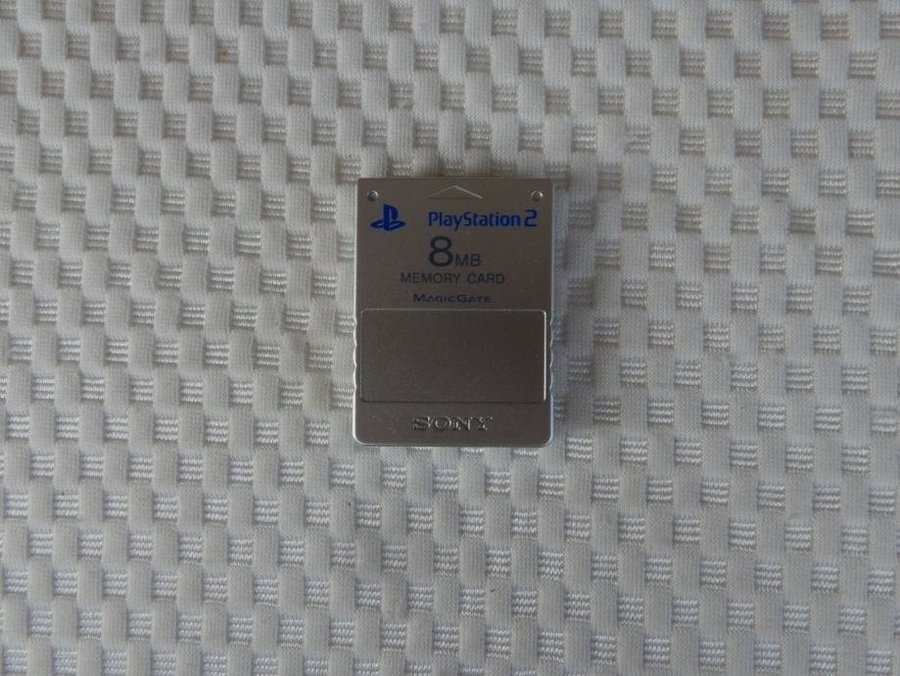 PlayStation 2
8MB
MEMORY CARD
MAGICGATE
SONY